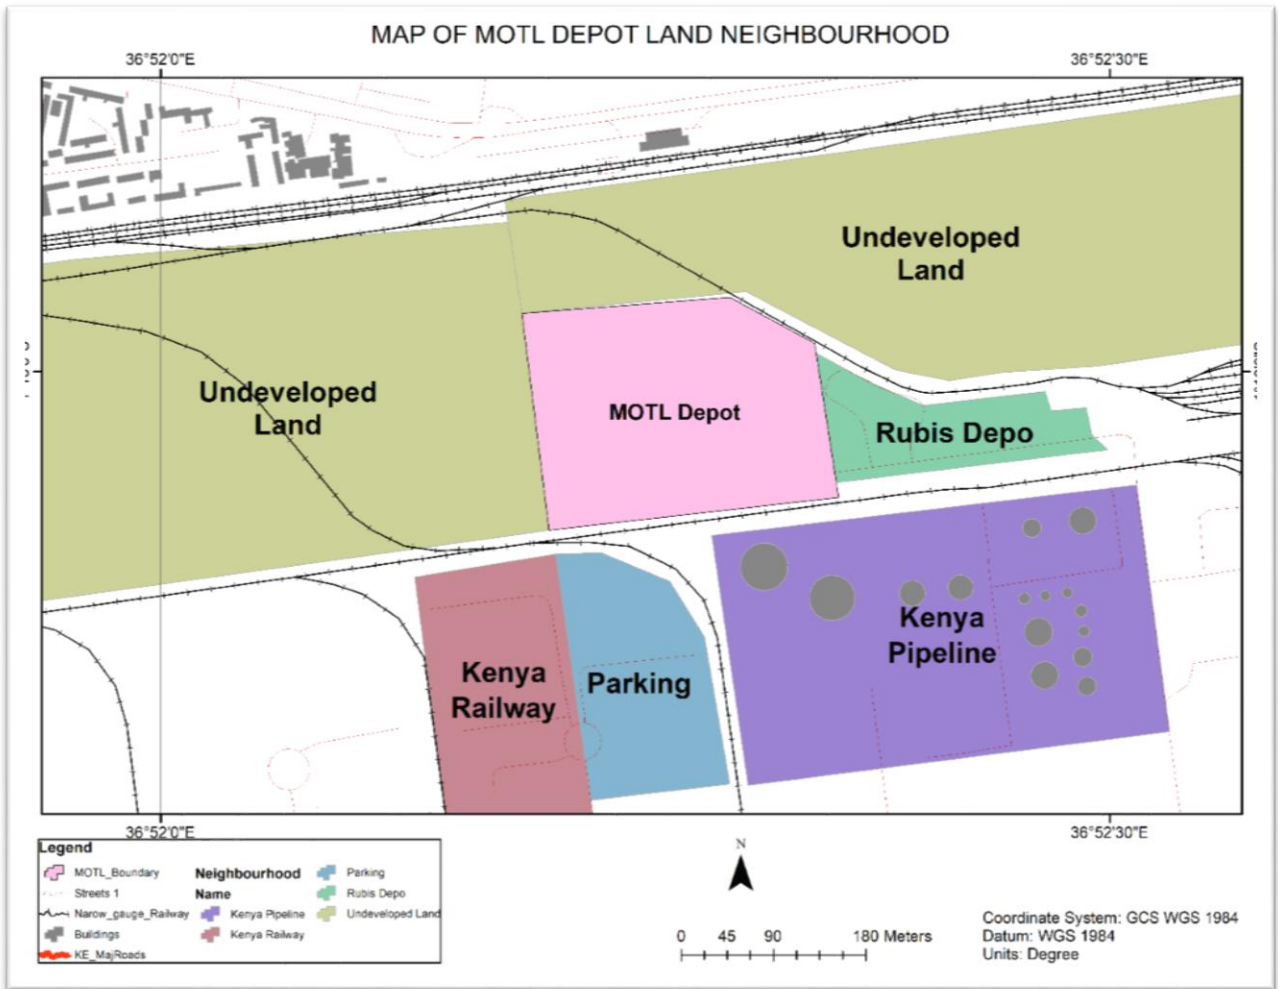 MAP OF MOTL DEPOT LAND NEIGHBOURHOOD
36°52'0"E
36°52'30"E
Undeveloped
Land
Undeveloped
Land
MOTL Depot
Rubis Depo
Kenya
Pipeline
Kenya
Railway
Parking
36°52'0"E
36°52'30"E
Legend
MOTL_Boundary
Streets 1
Narow_gauge_Railway
Buildings
KE_MajRoads
Neighbourhood
Name
Kenya Pipeline
Kenya Railway
Parking
Rubis Depo
Undeveloped Land
N
0 45 90 180 Meters
Coordinate System: GCS WGS 1984
Datum: WGS 1984
Units: Degree